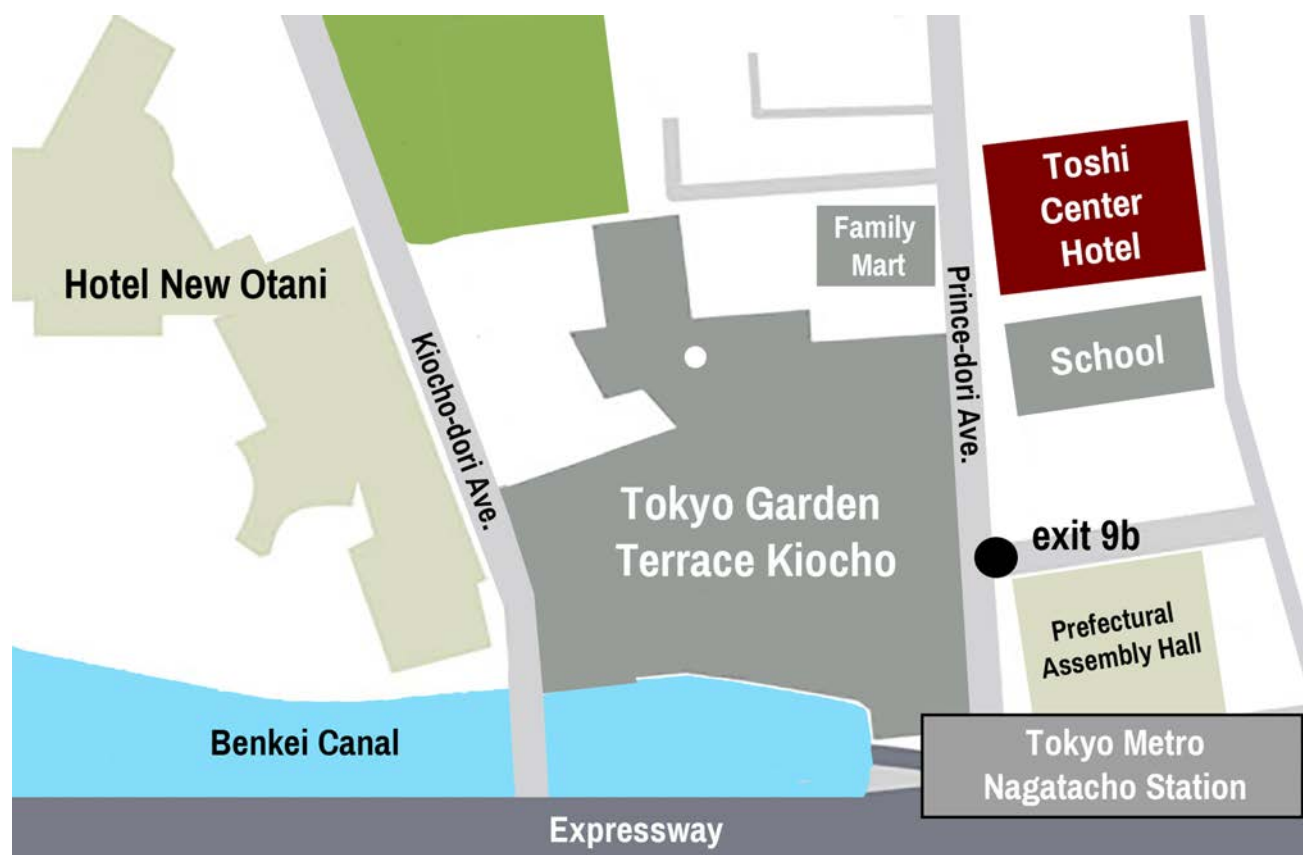 Toshi
Center
Hotel
Family
Mart
Hotel New Otani
Prince-dori Ave.
Kiocho-dori Ave.
School
Tokyo Garden
Terrace Kiocho
exit 9b
Prefectural
Assembly Hall
Benkei Canal
Tokyo Metro
Nagatacho Station
Expressway